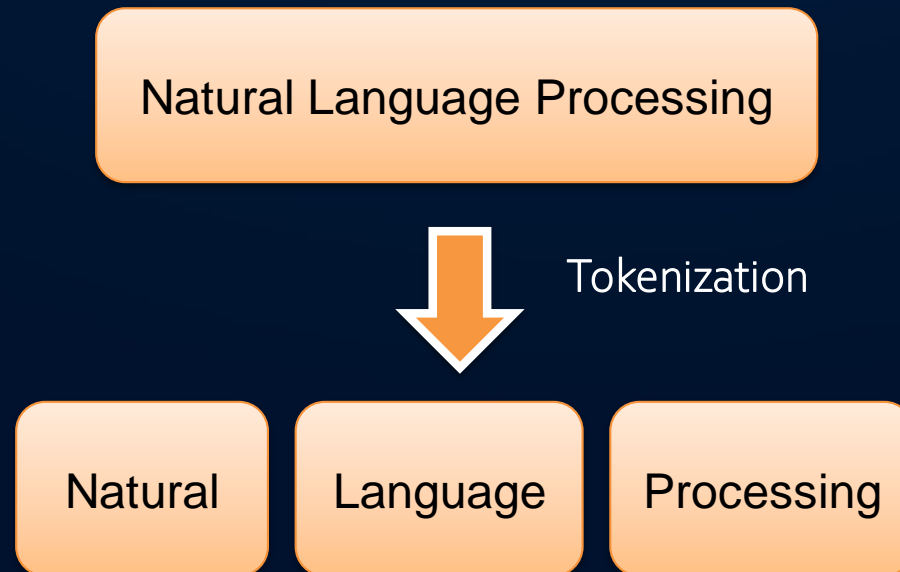 Natural Language Processing
Tokenization
Natural
Language
Processing